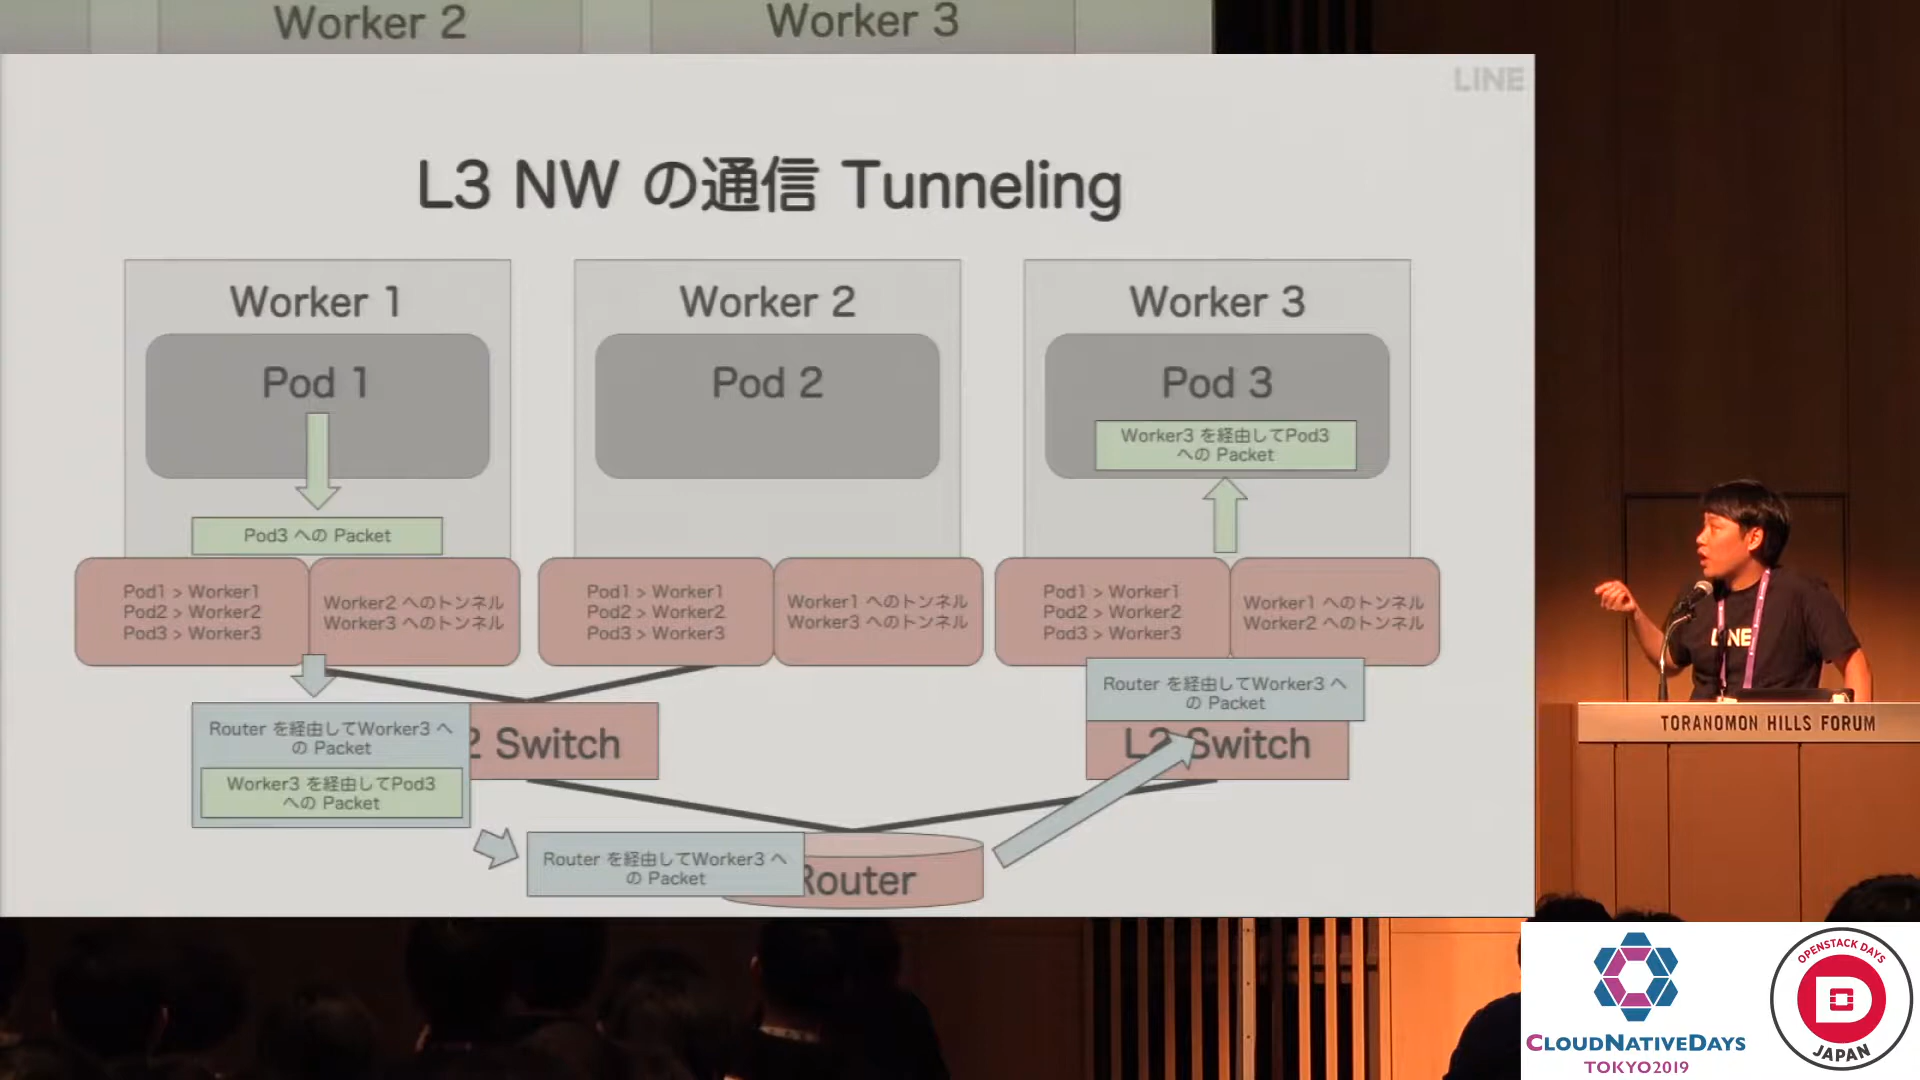 Worker 2
Worker 3
LINE
L3 NW の通信 Tunneling
Worker 1
Worker 2
Worker 3
Pod 1
Pod 2
Pod 3
Worker3 を経由してPod3
への Packet
Pod3 への Packet
Pod1 > Worker1
Pod2 > Worker2
Pod3 > Worker3
Worker2 へのトンネル
Worker3 へのトンネル
Pod1 > Worker1
Pod2 > Worker2
Pod3 > Worker3
Worker1 へのトンネル
Worker3 へのトンネル
Pod1 > Worker1
Pod2 > Worker2
Pod3 > Worker3
Worker1 へのトンネル
Worker2 へのトンネル
Router を経由してWorker3 へ
の Packet
Worker3 を経由してPod3
への Packet
2 Switch
Router を経由してWorker3 へ
の Packet
L2 Switch
Router を経由してWorker3 へ
の Packet
Router
LINE
TORANOMON HILLS FORUM
CLOUDNATIVEDAYS
TOKYO2019
OPENSTACK DAYS
JAPAN